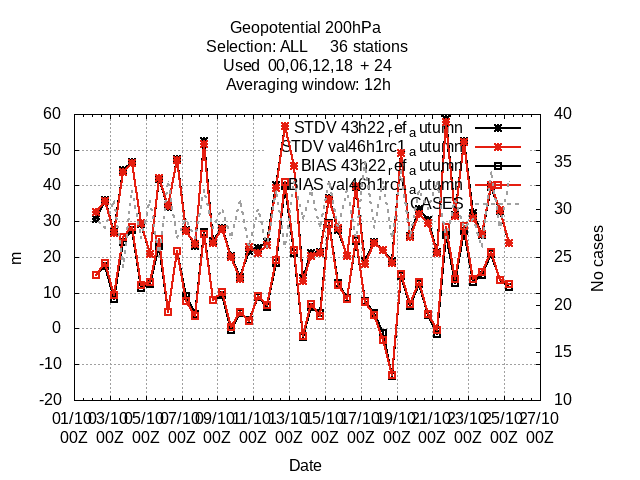 Geopotential 200hPa
Selection: ALL 36 stations
Used 00,06,12,18 + 24
Averaging window: 12h
STDV 43h22_ref_autumn
STDV val46h1rc1_autumn
BIAS 43h22_ref_autumn
BIAS val46h1rc1_autumn
CASES
60
50
40
30
20
10
0
-10
-20
m
40
35
30
25
20
15
10
No cases
01/10 03/10 05/10 07/10 09/10 11/10 13/10 15/10 17/10 19/10 21/10 23/10 25/10 27/10
00Z 00Z 00Z 00Z 00Z 00Z 00Z 00Z 00Z 00Z 00Z 00Z 00Z 00Z
Date